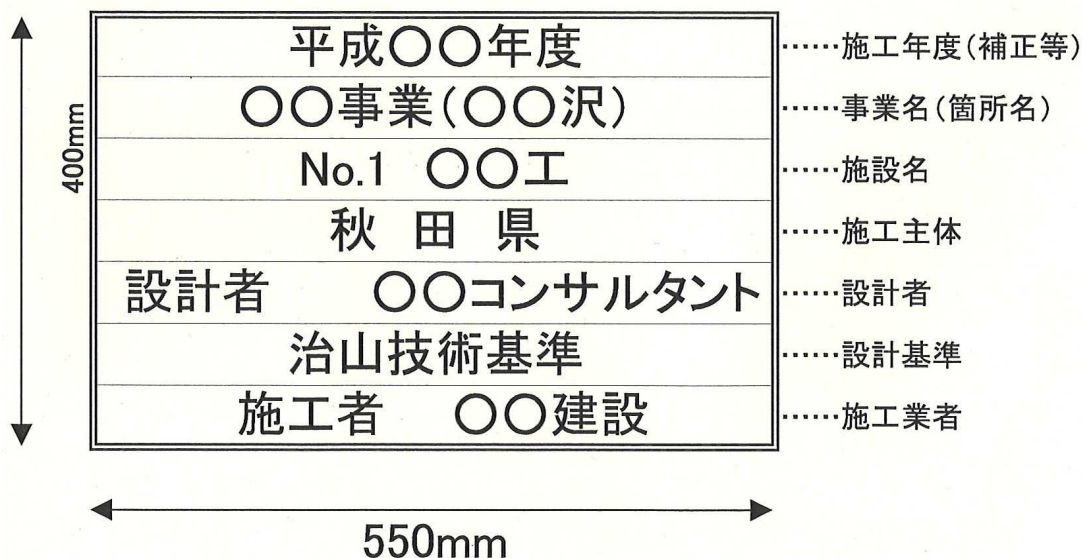 400mm
平成○○年度 ……施工年度(補正等)
○○事業(○○沢) ……事業名(箇所名)
No.1 ○○工 ……施設名
秋 田 県 ……施工主体
設計者 ○○コンサルタント ……設計者
治山技術基準 ……設計基準
施工者 ○○建設 ……施工業者
550mm